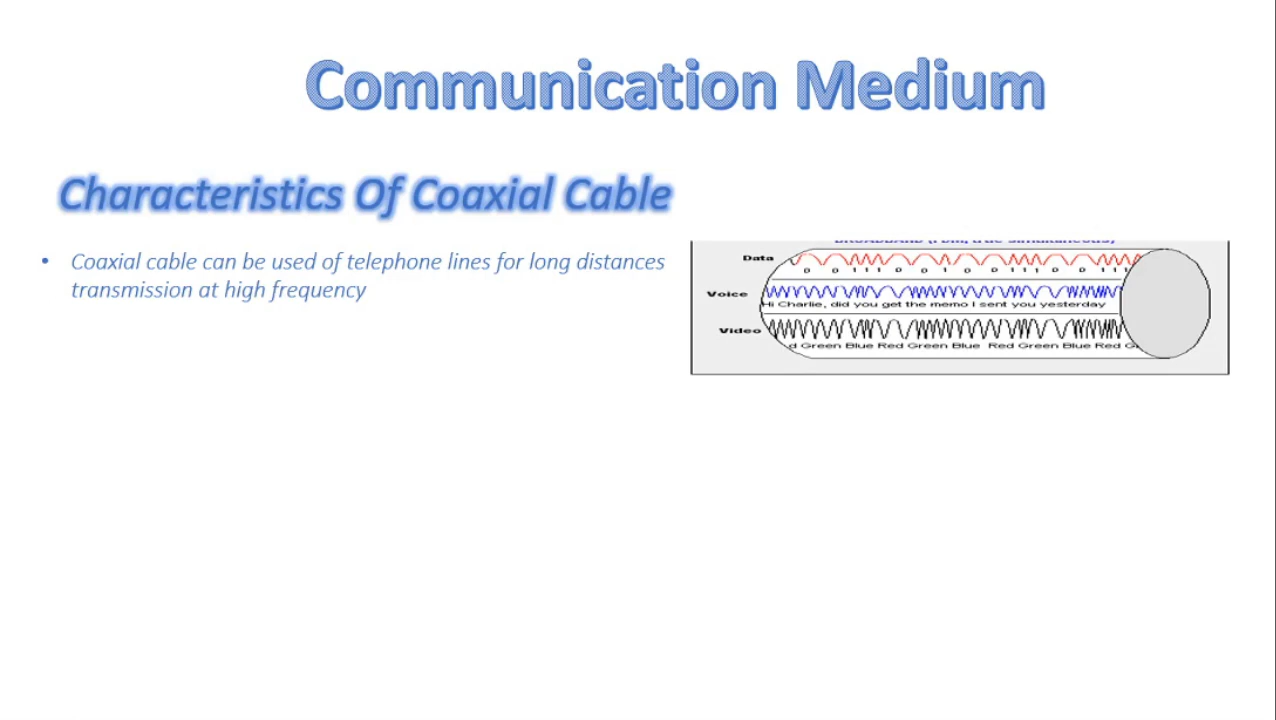 Communication Medium
Characteristics Of Coaxial Cable
• Coaxial cable can be used of telephone lines for long distances
transmission at high frequency
Data
0 0 1 1 1 0 0 1 0 0 1 1 1 0 0 1 1 1
Voice
Hi Charlie, did you get the memo I sent you yesterday
Video
d Green Blue Red Green Blue Red Green Blue Red G